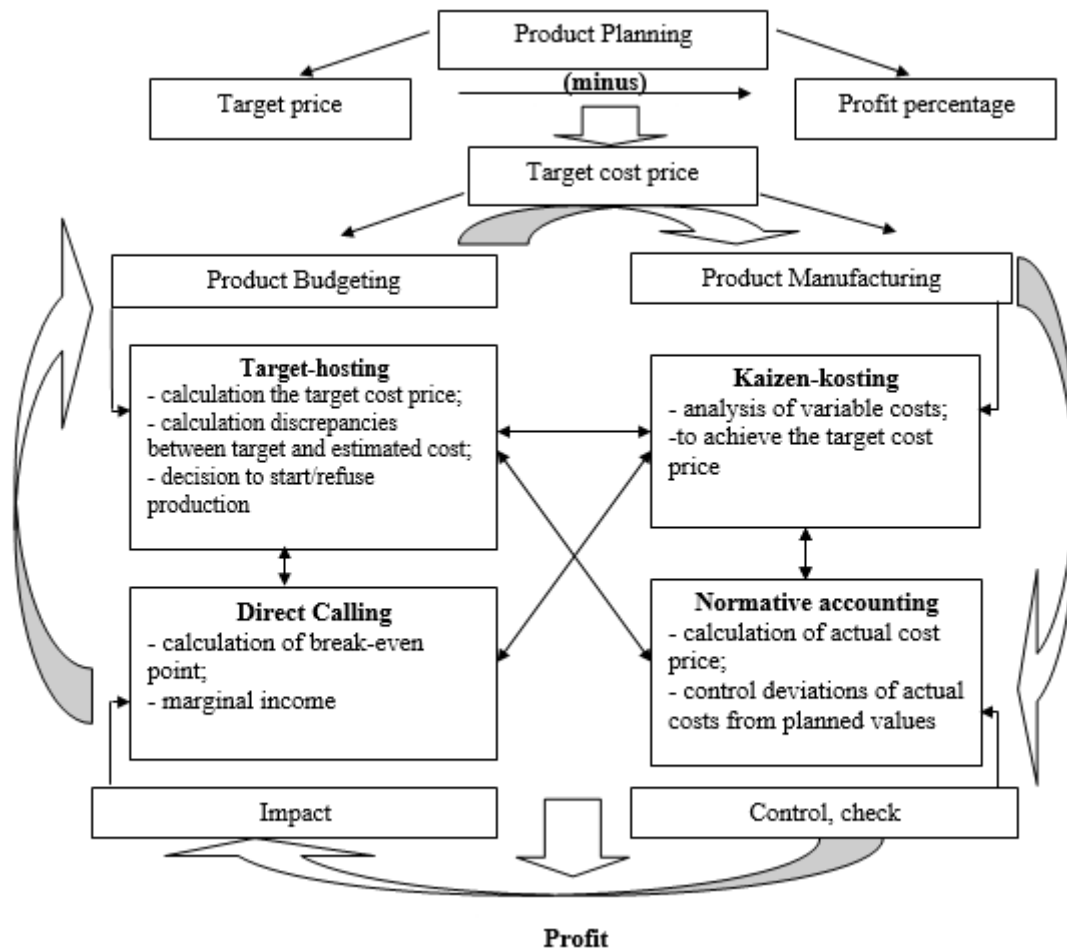 Product Planning
(minus)
Target price
Profit percentage
Target cost price
Product Budgeting
Product Manufacturing
Target-hosting
- calculation the target cost price;
- calculation discrepancies
between target and estimated cost;
- decision to start/refuse
production
Kaizen-kosting
- analysis of variable costs;
-to achieve the target cost
price
Direct Calling
- calculation of break-even
point;
- marginal income
Normative accounting
- calculation of actual cost
price;
- control deviations of actual
costs from planned values
Impact
Control, check
Profit